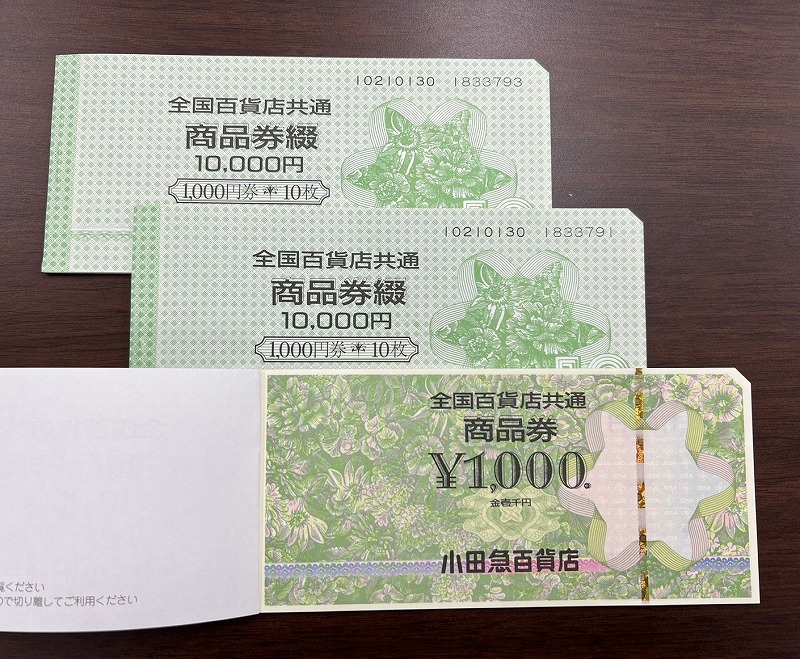 10210130 1833793
全国百貨店共通
商品券綴
10,000円
1,000円券 10枚
10210130 1833791
全国百貨店共通
商品券綴
10,000円
1,000円券 10枚
全国百貨店共通
商品券
¥1,000
金壱千円
小田急百貨店
ください
ので切り離してご利用ください